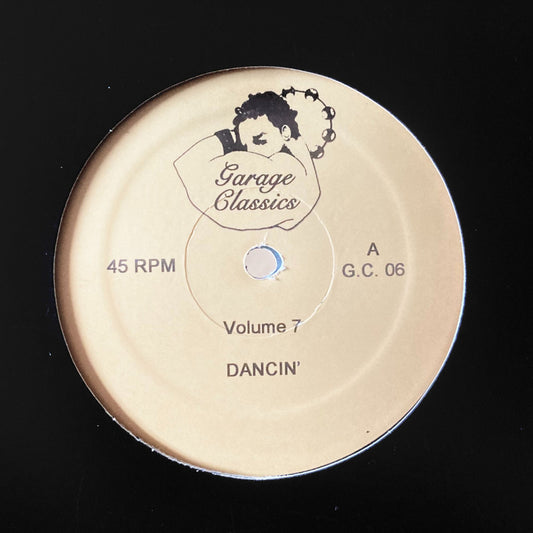 Garage
Classics
45 RPM
A
G.C. 06
Volume 7
DANCIN'